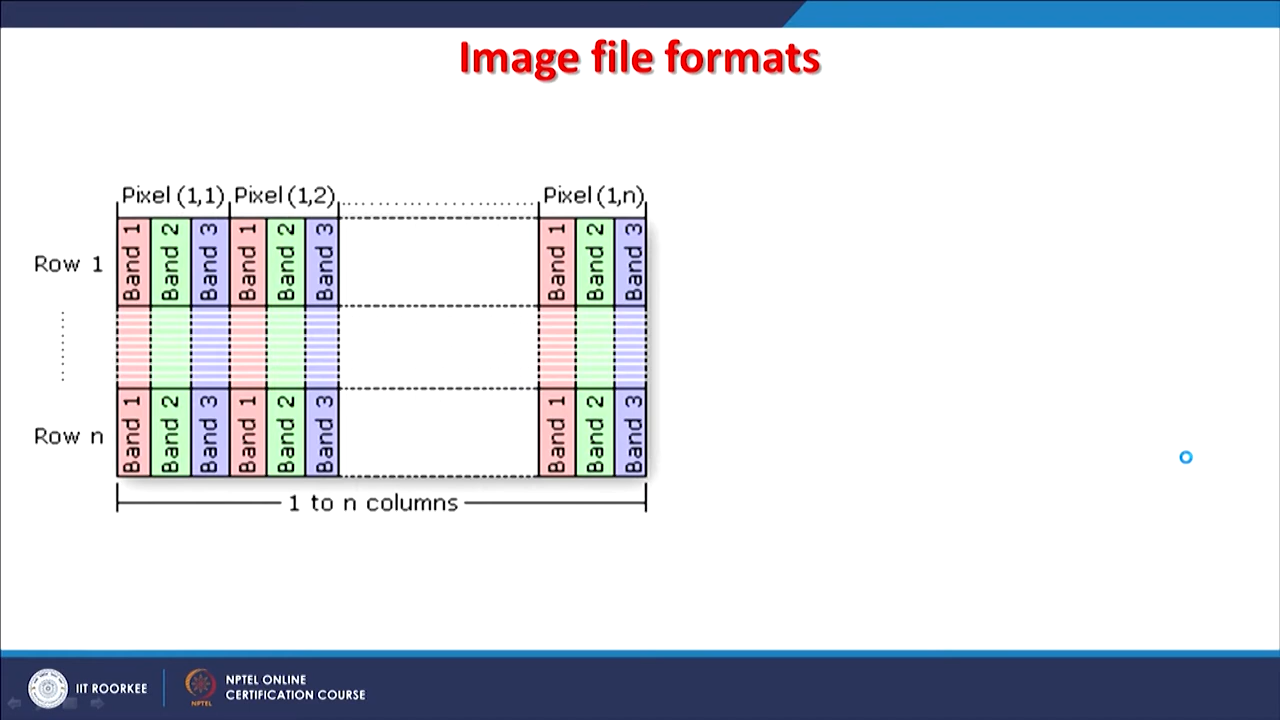 Image file formats
Pixel (1,1) Pixel (1,2) Pixel (1,n)
Row 1 Band 1 Band 2 Band 3 Band 1 Band 2 Band 3 Band 1 Band 2 Band 3
Row n Band 1 Band 2 Band 3 Band 1 Band 2 Band 3 Band 1 Band 2 Band 3
1 to n columns
IIT ROORKEE
NPTEL
NPTEL ONLINE
CERTIFICATION COURSE